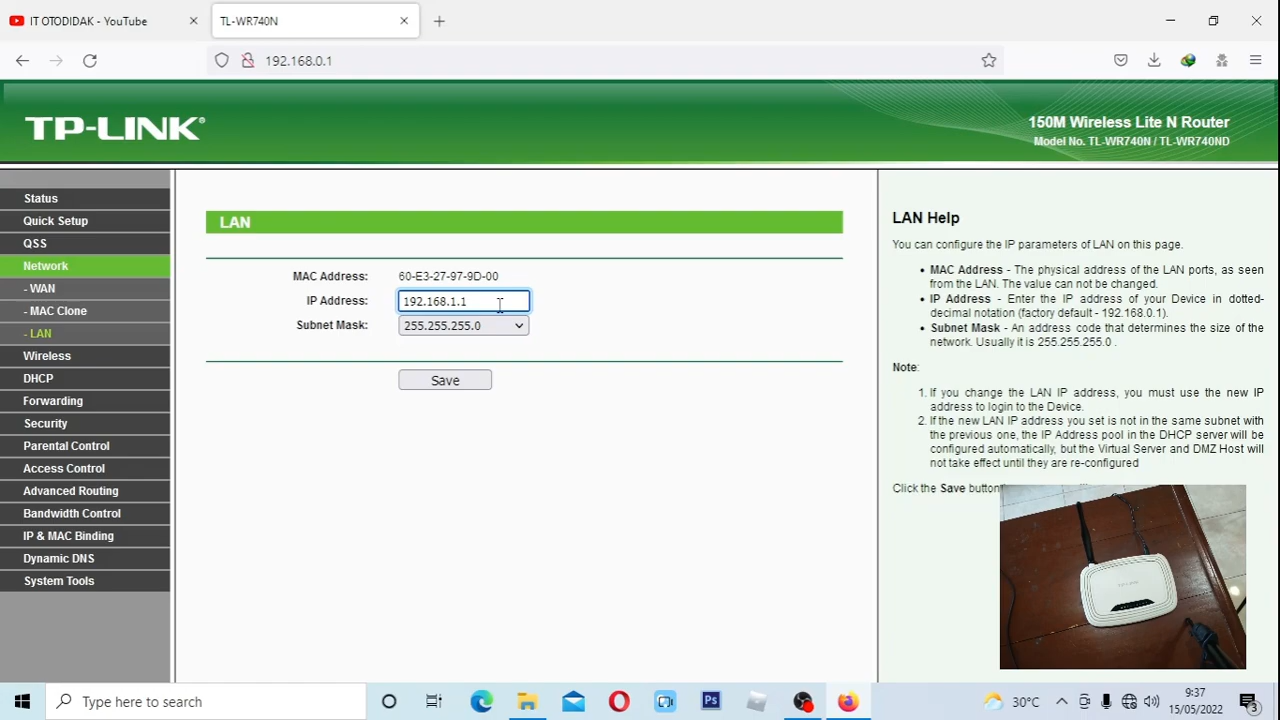 IT OTODIDAK - YouTube
TL-WR740N
192.168.0.1
TP-LINK
150M Wireless Lite N Router
Model No. TL-WR740N / TL-WR740ND
Status
Quick Setup
QSS
Network
- WAN
- MAC Clone
- LAN
Wireless
DHCP
Forwarding
Security
Parental Control
Access Control
Advanced Routing
Bandwidth Control
IP & MAC Binding
Dynamic DNS
System Tools
LAN
MAC Address: 60-E3-27-97-9D-00
IP Address: 192.168.1.1
Subnet Mask: 255.255.255.0
Save
LAN Help
You can configure the IP parameters of LAN on this page.
• MAC Address - The physical address of the LAN ports, as seen
from the LAN. The value can not be changed.
• IP Address - Enter the IP address of your Device in dotted-
decimal notation (factory default - 192.168.0.1).
• Subnet Mask - An address code that determines the size of the
network. Usually it is 255.255.255.0 .
Note:
1. If you change the LAN IP address, you must use the new IP
address to login to the Device.
2. If the new LAN IP address you set is not in the same subnet with
the previous one, the IP Address pool in the DHCP server will be
configured automatically, but the Virtual Server and DMZ Host will
not take effect until they are re-configured
Click the Save button
TP-LINK
Type here to search
Ps
30°C
9:37
15/05/2022
3